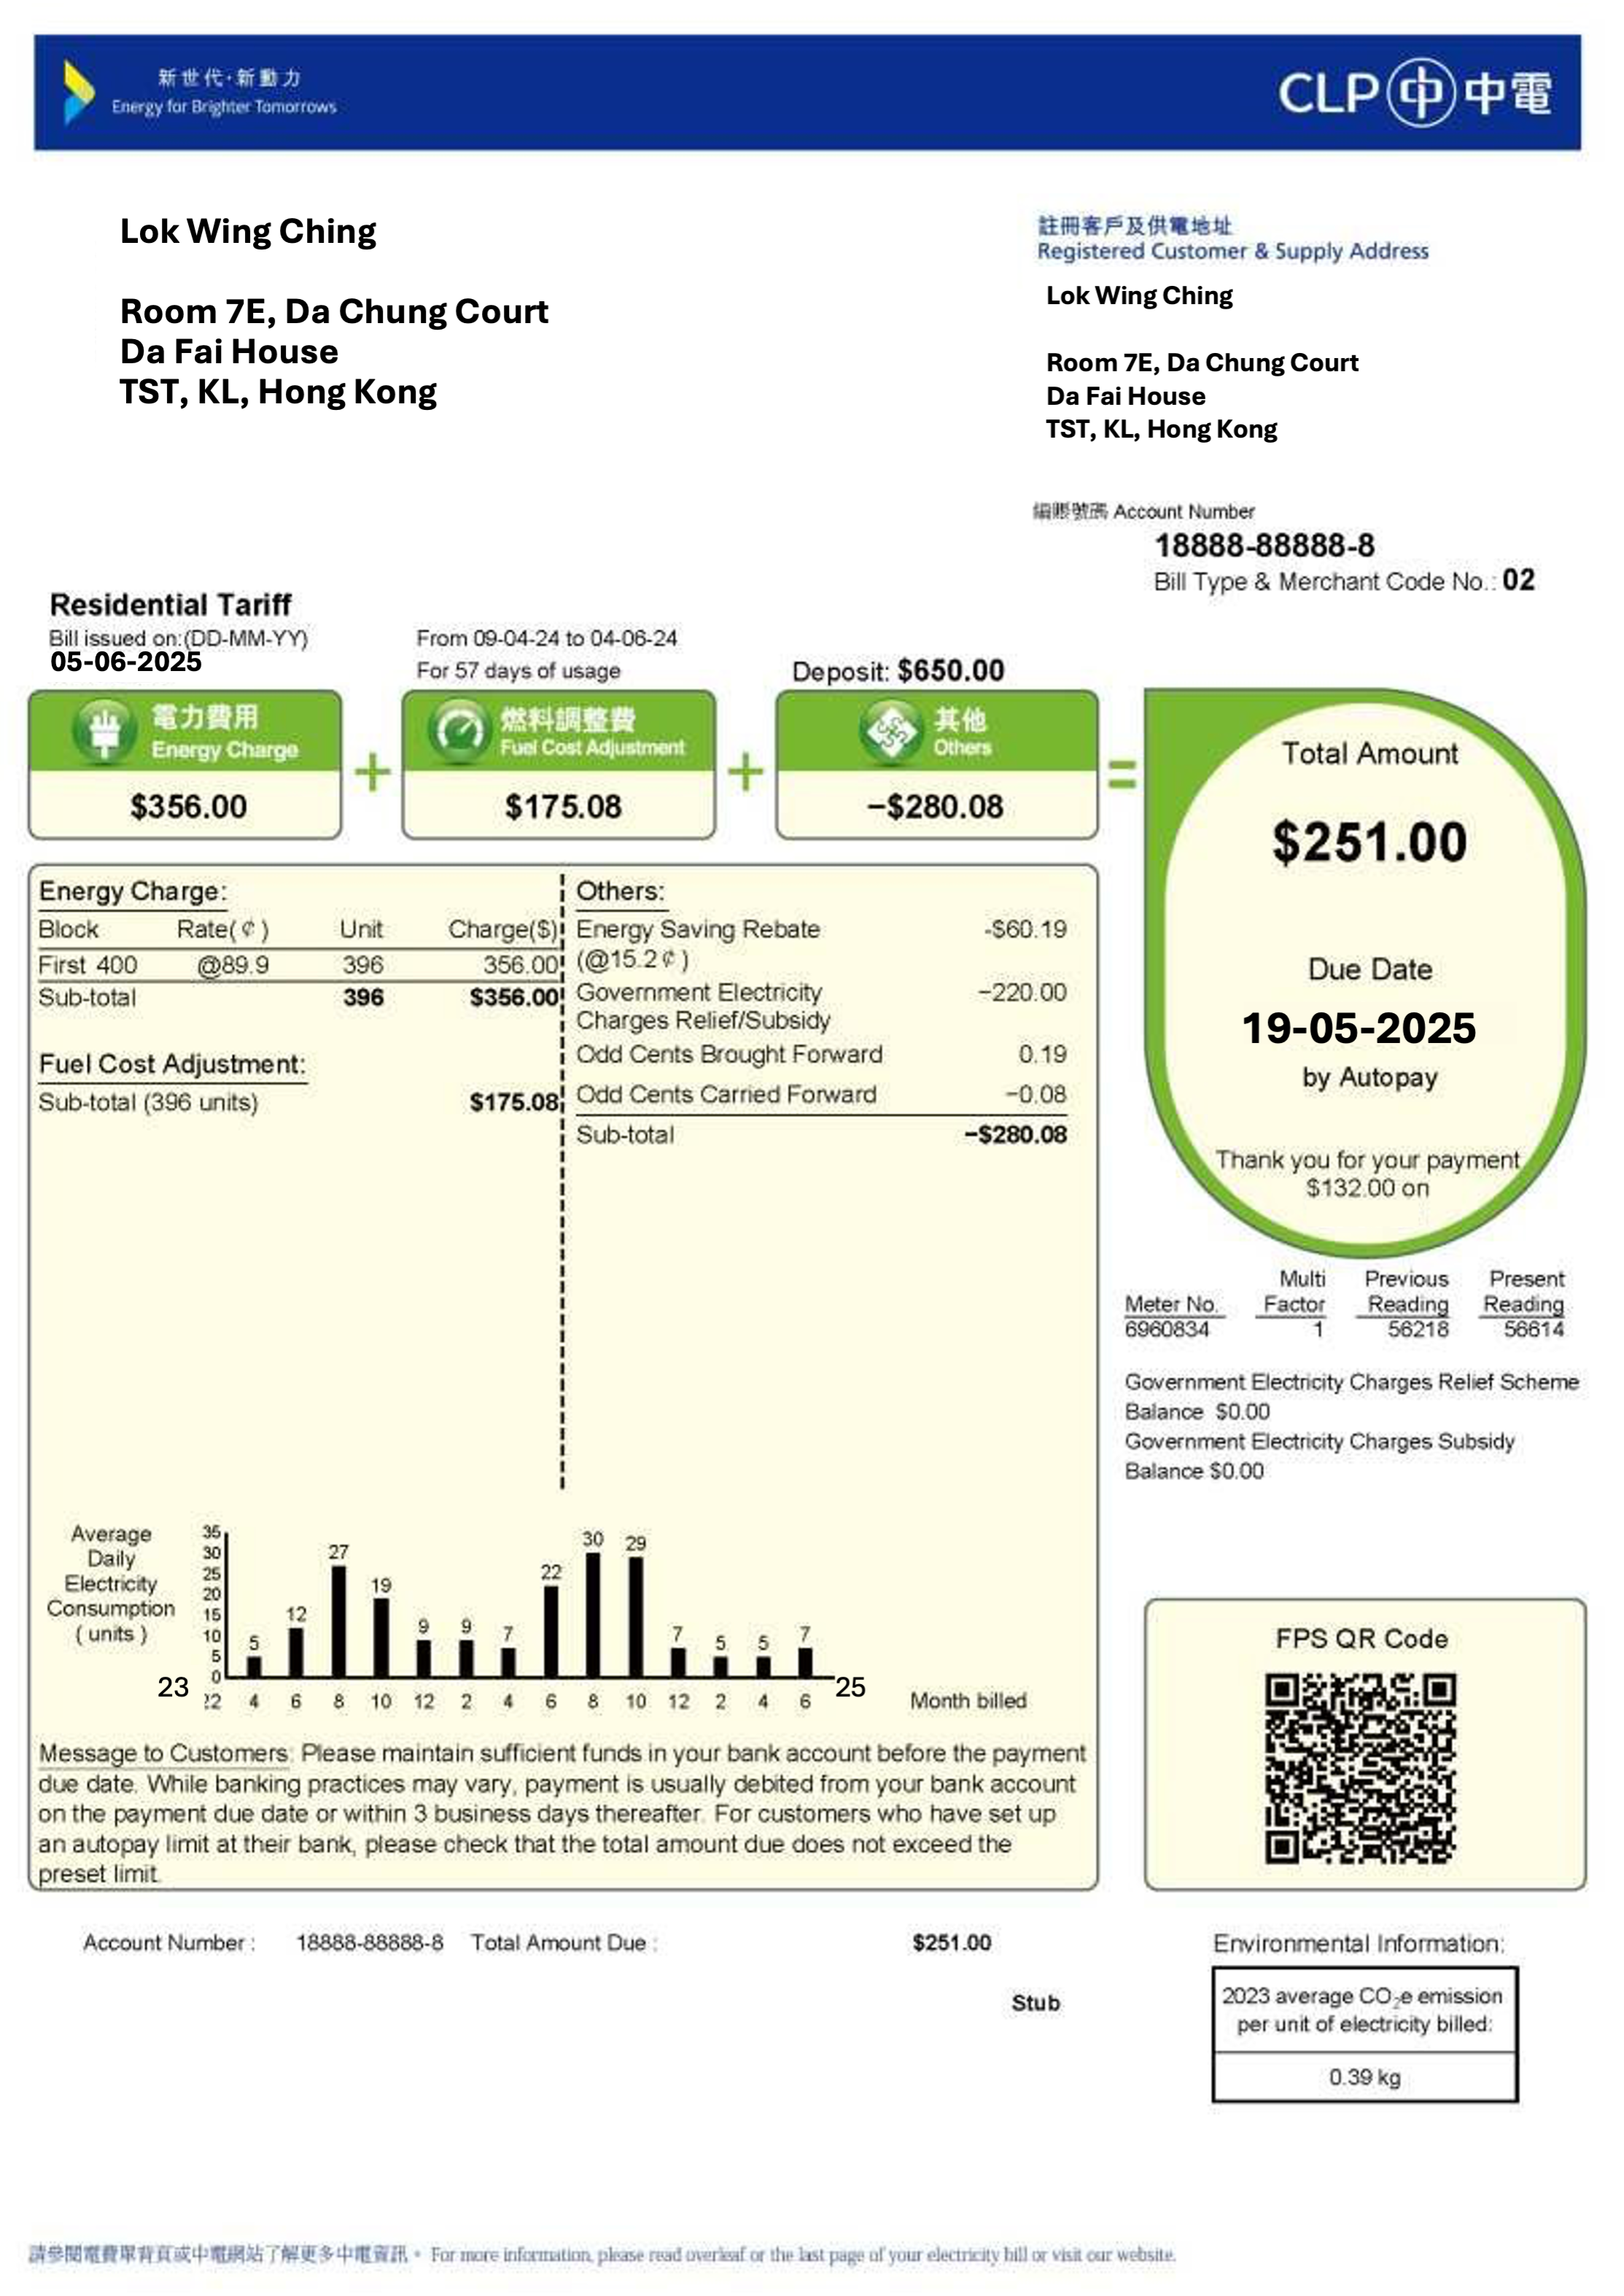 新世代·新動力
Energy for Brighter Tomorrows
CLP 中 中電
Lok Wing Ching
Room 7E, Da Chung Court
Da Fai House
TST, KL, Hong Kong
註冊客戶及供電地址
Registered Customer & Supply Address
Lok Wing Ching
Room 7E, Da Chung Court
Da Fai House
TST, KL, Hong Kong
號碼 Account Number
18888-88888-8
Bill Type & Merchant Code No.: 02
Residential Tariff
Bill issued on:(DD-MM-YY)
05-06-2025
From 09-04-24 to 04-06-24
For 57 days of usage
Deposit: $650.00
電力費用
Energy Charge
$356.00
+
燃料調整費
Fuel Cost Adjustment
$175.08
+
其他
Others
−$280.08
=
Total Amount
$251.00
Due Date
19-05-2025
by Autopay
Thank you for your payment
$132.00 on
Energy Charge:
Block Rate(¢) Unit Charge($)
First 400 @89.9 396 356.00
Sub-total 396 $356.00
Fuel Cost Adjustment:
Sub-total (396 units) $175.08
Others:
Energy Saving Rebate -$60.19
(@15.2¢)
Government Electricity −220.00
Charges Relief/Subsidy
Odd Cents Brought Forward 0.19
Odd Cents Carried Forward −0.08
Sub-total −$280.08
Multi Previous Present
Meter No. Factor Reading Reading
6960834 1 56218 56614
Government Electricity Charges Relief Scheme
Balance $0.00
Government Electricity Charges Subsidy
Balance $0.00
Average
Daily
Electricity
Consumption
( units )
35
30
25
20
15
10
5
0
5 12 27 19 9 9 7 22 30 29 7 5 5 7
23 25
22 4 6 8 10 12 2 4 6 8 10 12 2 4 6 Month billed
Message to Customers: Please maintain sufficient funds in your bank account before the payment
due date. While banking practices may vary, payment is usually debited from your bank account
on the payment due date or within 3 business days thereafter. For customers who have set up
an autopay limit at their bank, please check that the total amount due does not exceed the
preset limit.
FPS QR Code
Account Number : 18888-88888-8 Total Amount Due : $251.00
Stub
Environmental Information:
2023 average CO₂e emission
per unit of electricity billed:
0.39 kg
請參閱電費單背頁或中電網站了解更多中電資訊。 For more information, please read overleaf or the last page of your electricity bill or visit our website.